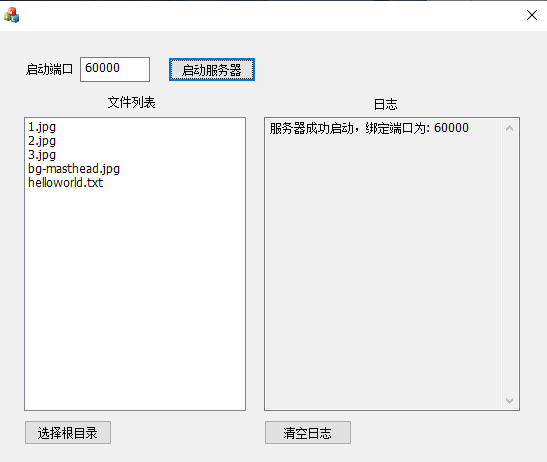 启动端口 60000 启动服务器
文件列表
日志
1.jpg
2.jpg
3.jpg
bg-masthead.jpg
helloworld.txt
服务器成功启动，绑定端口为: 60000
选择根目录
清空日志